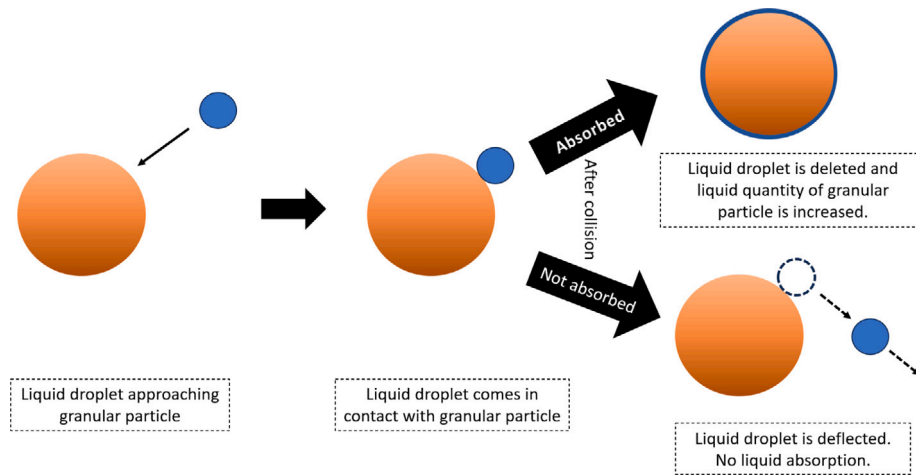 Liquid droplet approaching
granular particle
Liquid droplet comes in
contact with granular particle
Absorbed
After collision
Not absorbed
Liquid droplet is deleted and
liquid quantity of granular
particle is increased.
Liquid droplet is deflected.
No liquid absorption.